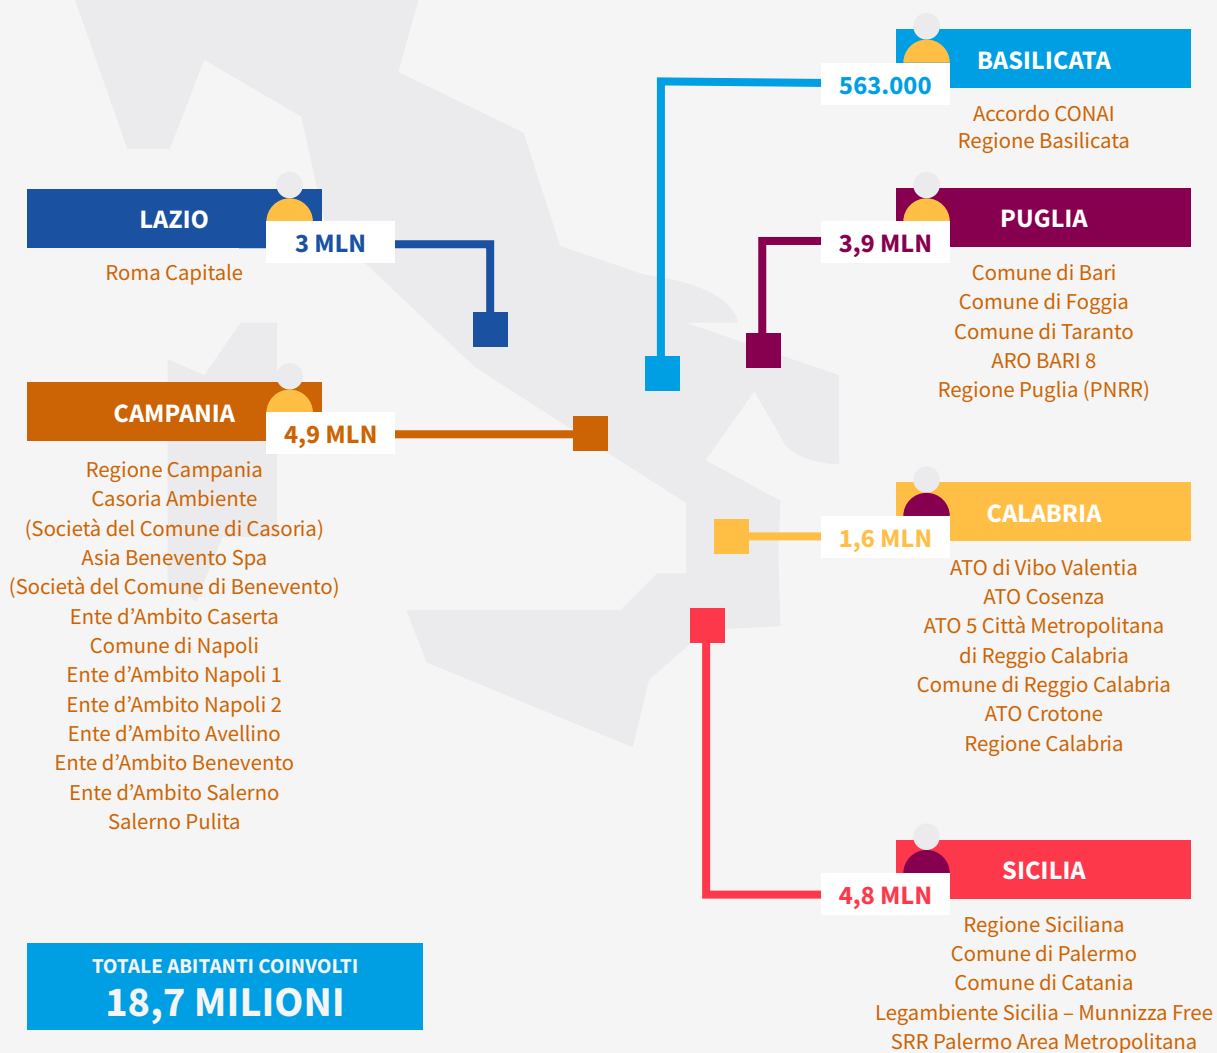 LAZIO
3 MLN
Roma Capitale
CAMPANIA
4,9 MLN
Regione Campania
Casoria Ambiente
(Società del Comune di Casoria)
Asia Benevento Spa
(Società del Comune di Benevento)
Ente d’Ambito Caserta
Comune di Napoli
Ente d’Ambito Napoli 1
Ente d’Ambito Napoli 2
Ente d’Ambito Avellino
Ente d’Ambito Benevento
Ente d’Ambito Salerno
Salerno Pulita
TOTALE ABITANTI COINVOLTI
18,7 MILIONI
BASILICATA
563.000
Accordo CONAI
Regione Basilicata
PUGLIA
3,9 MLN
Comune di Bari
Comune di Foggia
Comune di Taranto
ARO BARI 8
Regione Puglia (PNRR)
CALABRIA
1,6 MLN
ATO di Vibo Valentia
ATO Cosenza
ATO 5 Città Metropolitana
di Reggio Calabria
Comune di Reggio Calabria
ATO Crotone
Regione Calabria
SICILIA
4,8 MLN
Regione Siciliana
Comune di Palermo
Comune di Catania
Legambiente Sicilia – Munnizza Free
SRR Palermo Area Metropolitana